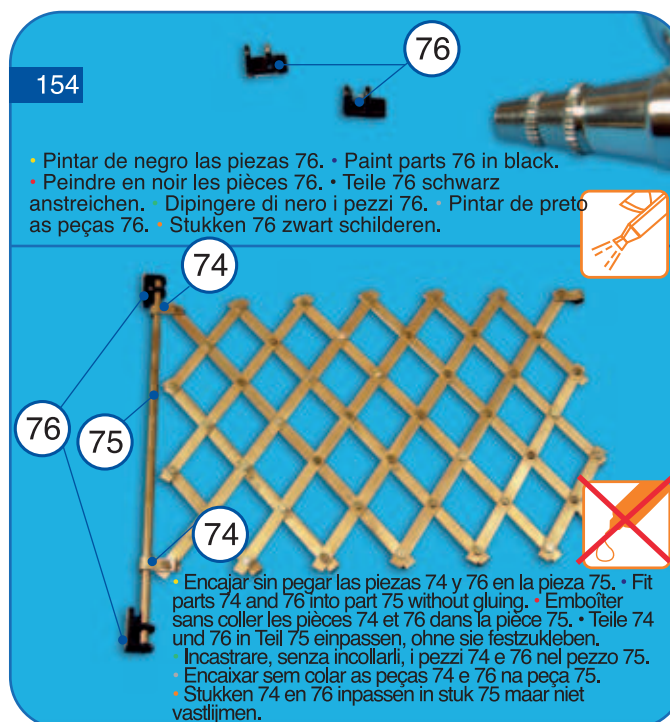 76
154
• Pintar de negro las piezas 76. • Paint parts 76 in black.
• Peindre en noir les pièces 76. • Teile 76 schwarz
anstreichen. • Dipingere di nero i pezzi 76. • Pintar de preto
as peças 76. • Stukken 76 zwart schilderen.
74
76
75
74
• Encajar sin pegar las piezas 74 y 76 en la pieza 75. • Fit
parts 74 and 76 into part 75 without gluing. • Emboîter
sans coller les pièces 74 et 76 dans la pièce 75. • Teile 74
und 76 in Teil 75 einpassen, ohne sie festzukleben.
• Incastrare, senza incollarli, i pezzi 74 e 76 nel pezzo 75.
• Encaixar sem colar as peças 74 e 76 na peça 75.
• Stukken 74 en 76 inpassen in stuk 75 maar niet
vastlijmen.